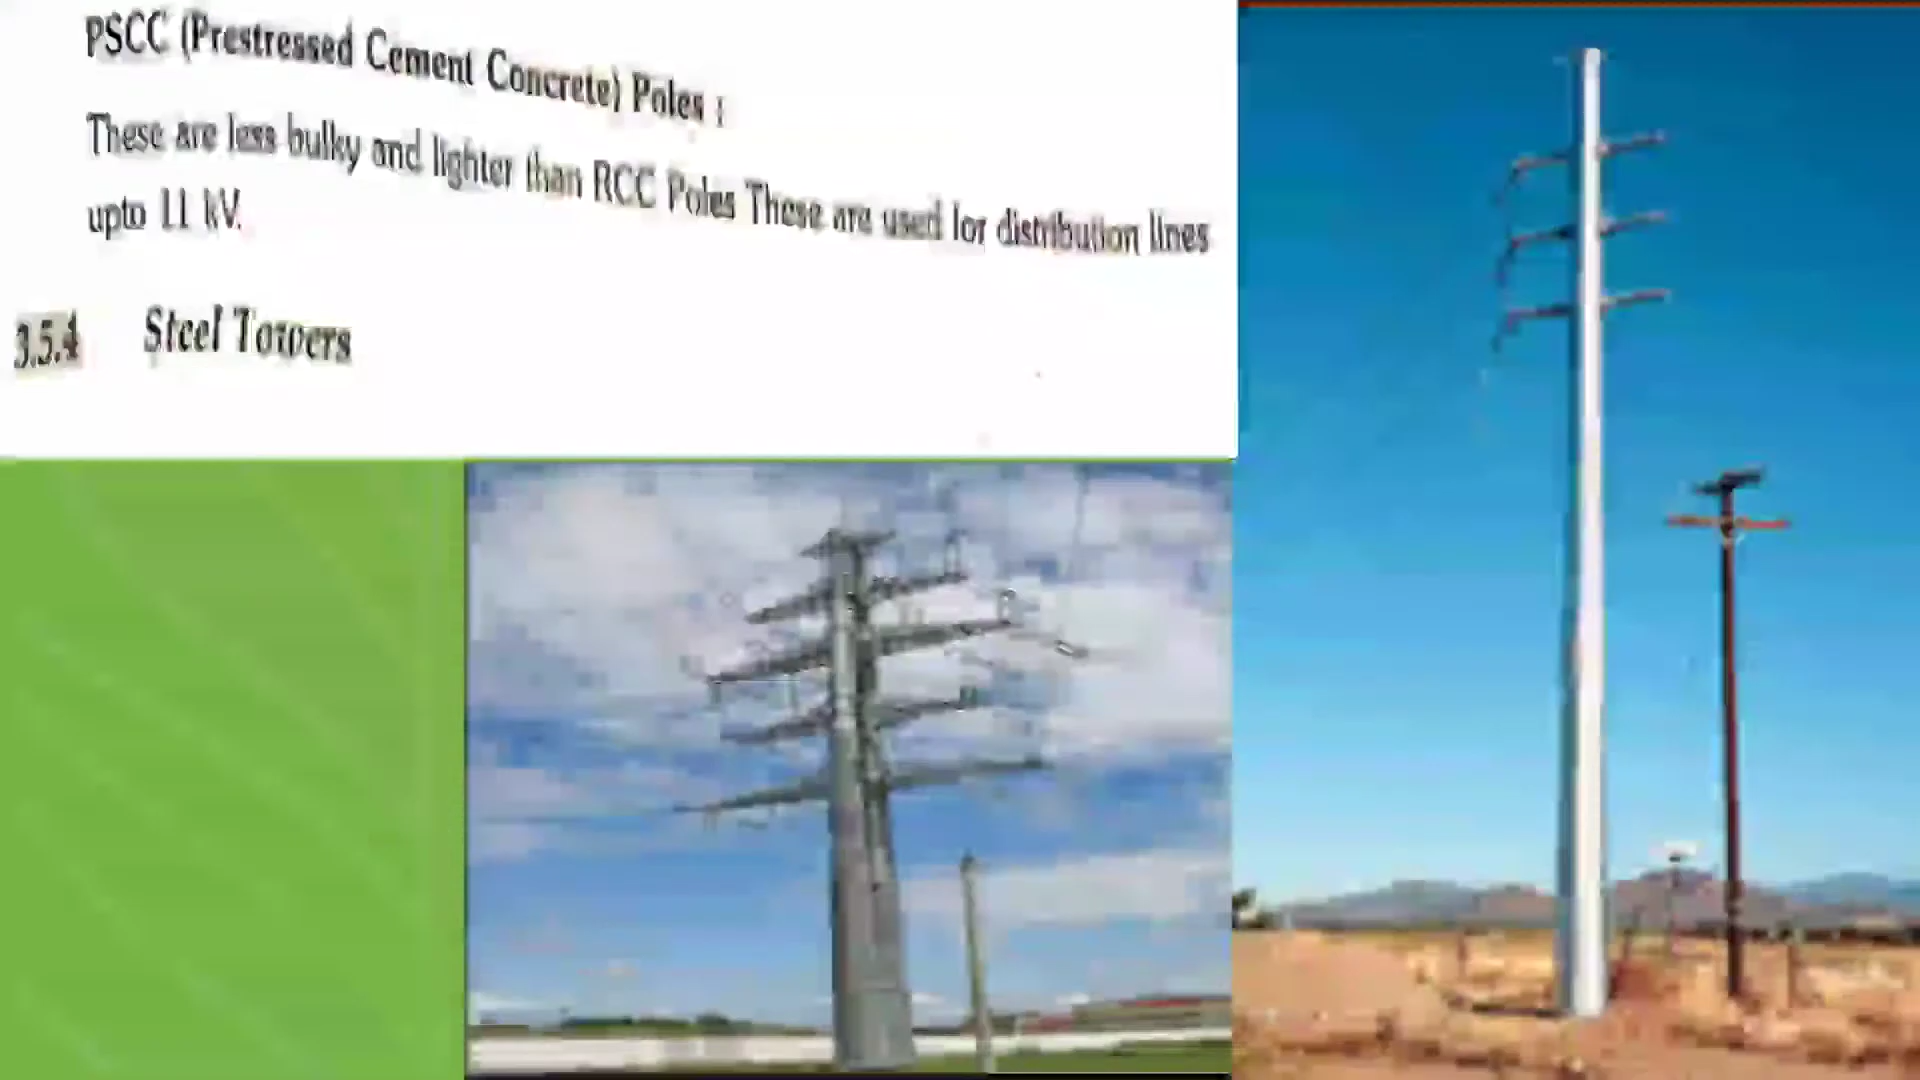 PSCC (Prestressed Cement Concrete) Poles :
These are less bulky and lighter than RCC Poles These are used for distribution lines
upto 11 kV.
3.5.4 Steel Towers